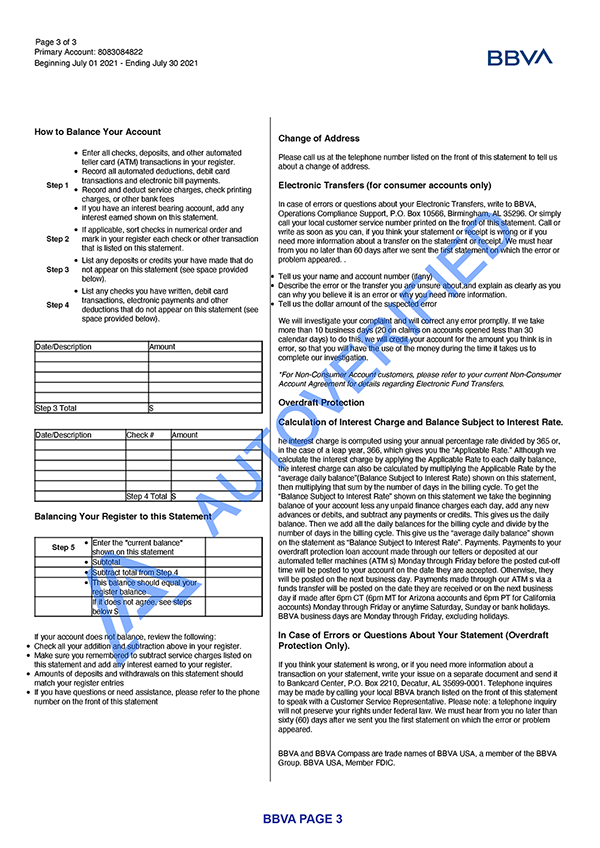 Page 3 of 3
Primary Account: 8083084822
Beginning July 01 2021 - Ending July 30 2021
BBVA
How to Balance Your Account
Step 1
• Enter all checks, deposits, and other automated
teller card (ATM) transactions in your register.
• Record all automated deductions, debit card
transactions and electronic bill payments.
• Record and deduct service charges, check printing
charges, or other bank fees
• If you have an interest bearing account, add any
interest earned shown on this statement.
Step 2
• If applicable, sort checks in numerical order and
mark in your register each check or other transaction
that is listed on this statement.
Step 3
• List any deposits or credits your have made that do
not appear on this statement (see space provided
below).
Step 4
• List any checks you have written, debit card
transactions, electronic payments and other
deductions that do not appear on this statement (see
space provided below).
Date/Description Amount
Step 3 Total $
Date/Description Check # Amount
Step 4 Total $
Balancing Your Register to this Statement
Step 5
• Enter the "current balance"
shown on this statement
• Subtotal
• Subtract total from Step 4
• This balance should equal your
register balance
If it does not agree, see steps
below $
If your account does not balance, review the following:
• Check all your addition and subtraction above in your register.
• Make sure you remembered to subtract service charges listed on
this statement and add any interest earned to your register.
• Amounts of deposits and withdrawals on this statement should
match your register entries
• If you have questions or need assistance, please refer to the phone
number on the front of this statement
Change of Address
Please call us at the telephone number listed on the front of this statement to tell us
about a change of address.
Electronic Transfers (for consumer accounts only)
In case of errors or questions about your Electronic Transfers, write to BBVA,
Operations Compliance Support, P.O. Box 10566, Birmingham, AL 35296. Or simply
call your local customer service number printed on the front of this statement. Call or
write as soon as you can, if you think your statement or receipt is wrong or if you
need more information about a transfer on the statement or receipt. We must hear
from you no later than 60 days after we sent the first statement on which the error or
problem appeared. .
• Tell us your name and account number (if any)
• Describe the error or the transfer you are unsure about,and explain as clearly as you
can why you believe it is an error or why you need more information.
• Tell us the dollar amount of the suspected error
We will investigate your complaint and will correct any error promptly. If we take
more than 10 business days (20 on claims on accounts opened less than 30
calendar days) to do this, we will credit your account for the amount you think is in
error, so that you will have the use of the money during the time it takes us to
complete our investigation.
*For Non-Consumer Account customers, please refer to your current Non-Consumer
Account Agreement for details regarding Electronic Fund Transfers.
Overdraft Protection
Calculation of Interest Charge and Balance Subject to Interest Rate.
he interest charge is computed using your annual percentage rate divided by 365 or,
in the case of a leap year, 366, which gives you the “Applicable Rate.” Although we
calculate the interest charge by applying the Applicable Rate to each daily balance,
the interest charge can also be calculated by multiplying the Applicable Rate by the
“average daily balance”(Balance Subject to Interest Rate) shown on this statement,
then multiplying that sum by the number of days in the billing cycle. To get the
“Balance Subject to Interest Rate” shown on this statement we take the beginning
balance of your account less any unpaid finance charges each day, add any new
advances or debits, and subtract any payments or credits. This gives us the daily
balance. Then we add all the daily balances for the billing cycle and divide by the
number of days in the billing cycle. This give us the “average daily balance” shown
on the statement as “Balance Subject to Interest Rate”. Payments. Payments to your
overdraft protection loan account made through our tellers or deposited at our
automated teller machines (ATM s) Monday through Friday before the posted cut-off
time will be posted to your account on the date they are accepted. Otherwise, they
will be posted on the next business day. Payments made through our ATM s via a
funds transfer will be posted on the date they are received or on the next business
day if made after 6pm CT (6pm MT for Arizona accounts and 6pm PT for California
accounts) Monday through Friday or anytime Saturday, Sunday or bank holidays.
BBVA business days are Monday through Friday, excluding holidays.
In Case of Errors or Questions About Your Statement (Overdraft
Protection Only).
If you think your statement is wrong, or if you need more information about a
transaction on your statement, write your issue on a separate document and send it
to Bankcard Center, P.O. Box 2210, Decatur, AL 35699-0001. Telephone inquires
may be made by calling your local BBVA branch listed on the front of this statement
to speak with a Customer Service Representative. Please note: a telephone inquiry
will not preserve your rights under federal law. We must hear from you no later than
sixty (60) days after we sent you the first statement on which the error or problem
appeared.
BBVA and BBVA Compass are trade names of BBVA USA, a member of the BBVA
Group. BBVA USA, Member FDIC.
AUTOVERIFIED
BBVA PAGE 3